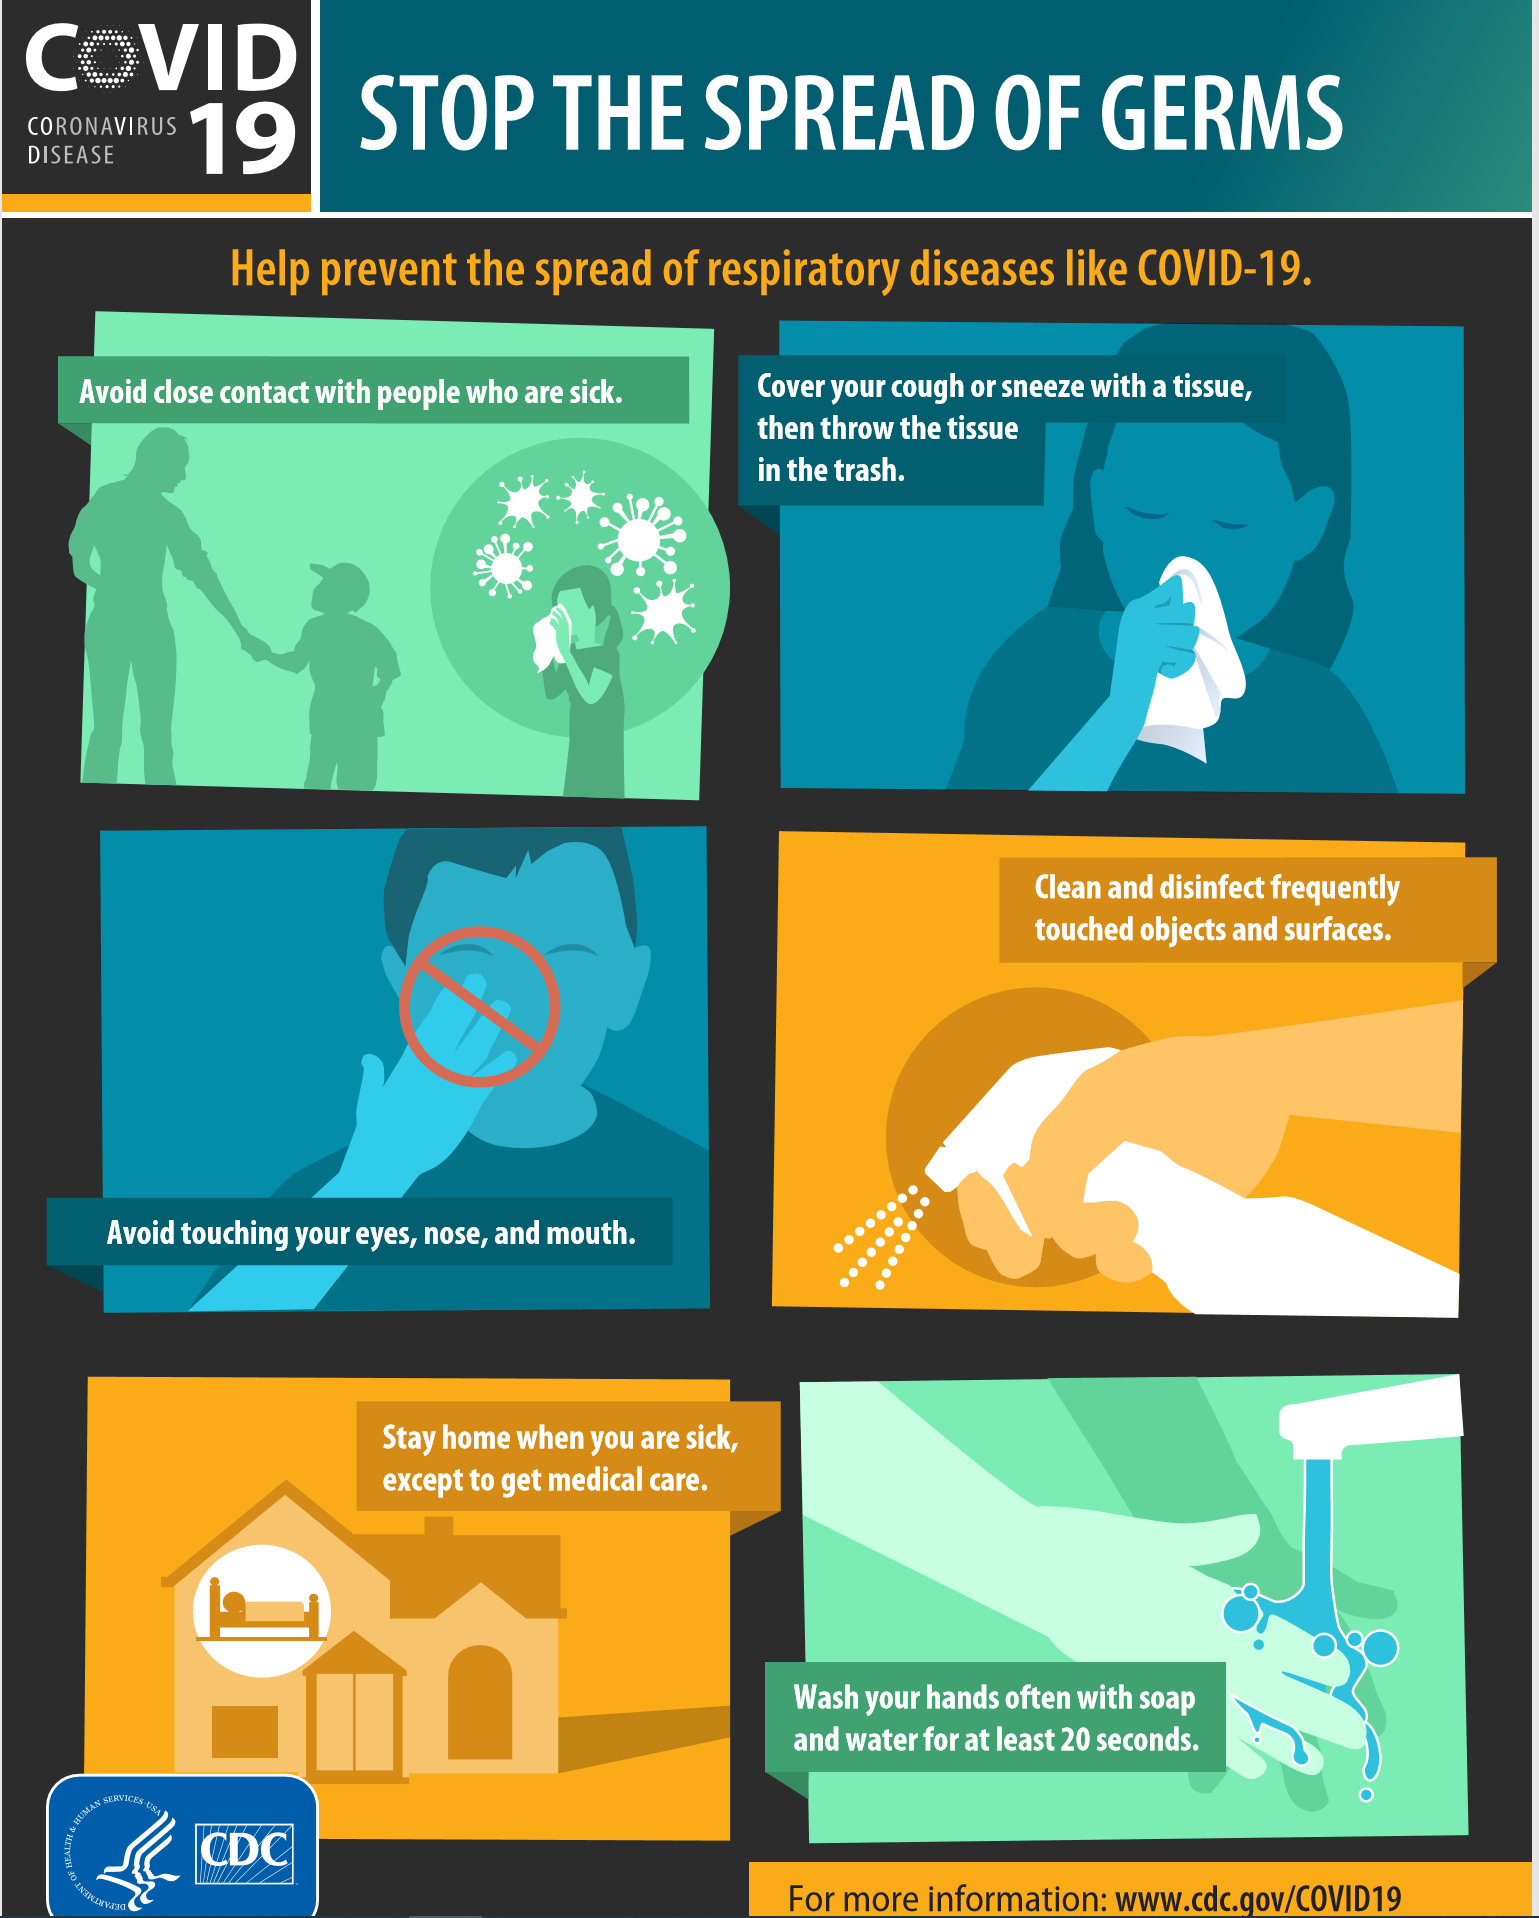 COVID
CORONAVIRUS
DISEASE
19
STOP THE SPREAD OF GERMS
Help prevent the spread of respiratory diseases like COVID-19.
Avoid close contact with people who are sick.
Cover your cough or sneeze with a tissue,
then throw the tissue
in the trash.
Avoid touching your eyes, nose, and mouth.
Clean and disinfect frequently
touched objects and surfaces.
Stay home when you are sick,
except to get medical care.
Wash your hands often with soap
and water for at least 20 seconds.
DEPARTMENT OF HEALTH & HUMAN SERVICES·USA
CDC
For more information: www.cdc.gov/COVID19